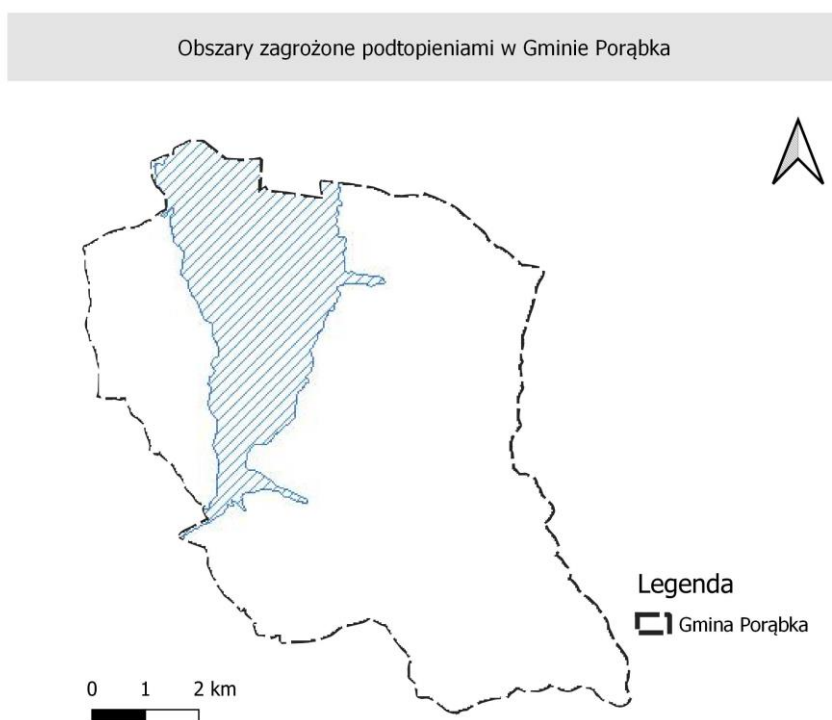 Obszary zagrożone podtopieniami w Gminie Porąbka
Legenda
Gmina Porąbka
0 1 2 km